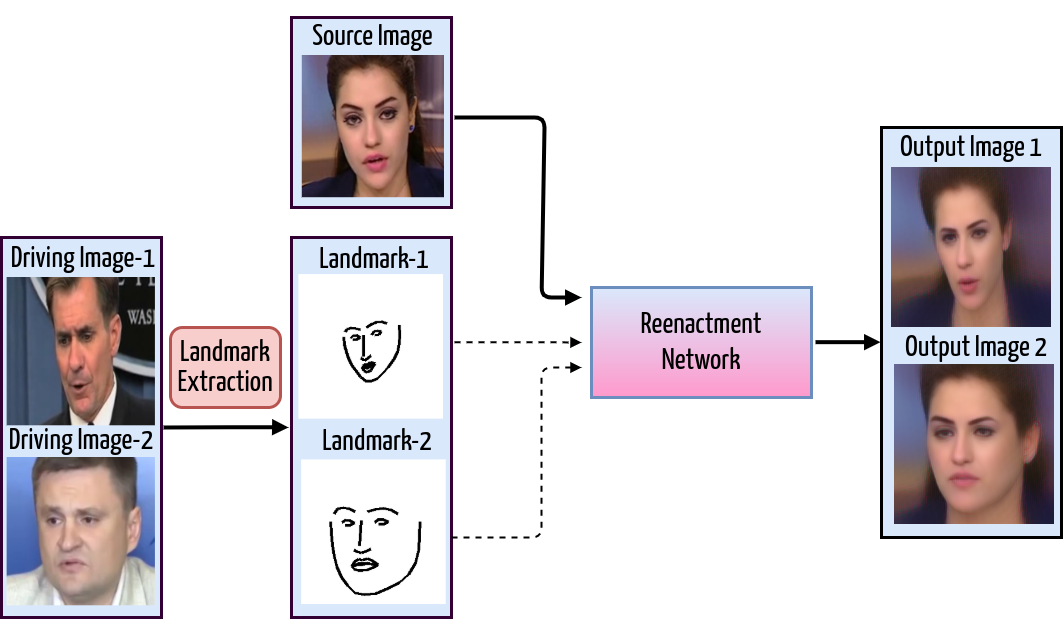 Source Image
Driving Image-1
WAS
Driving Image-2
Landmark
Extraction
Landmark-1
Landmark-2
Reenactment
Network
Output Image 1
Output Image 2